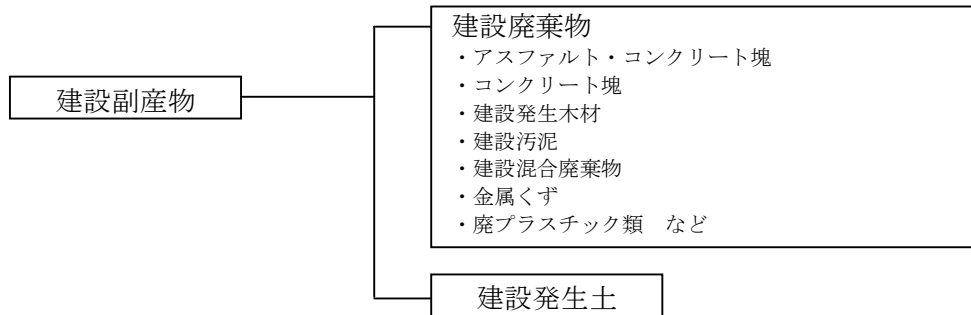 建設副産物
建設廃棄物
・アスファルト・コンクリート塊
・コンクリート塊
・建設発生木材
・建設汚泥
・建設混合廃棄物
・金属くず
・廃プラスチック類　など
建設発生土